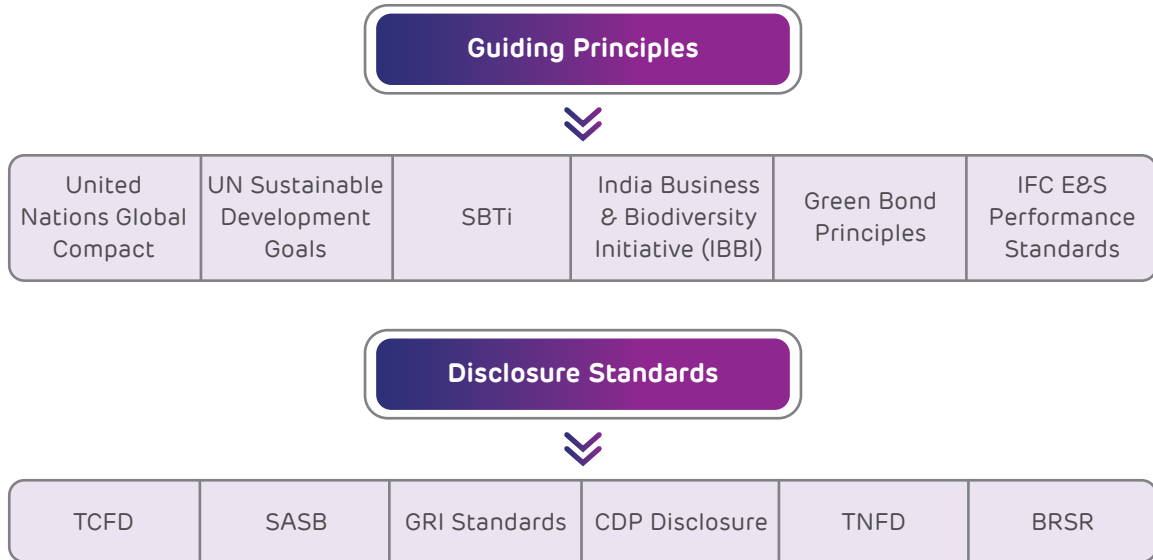 Guiding Principles
United
Nations Global
Compact
UN Sustainable
Development
Goals
SBTi
India Business
& Biodiversity
Initiative (IBBI)
Green Bond
Principles
IFC E&S
Performance
Standards
Disclosure Standards
TCFD
SASB
GRI Standards
CDP Disclosure
TNFD
BRSR